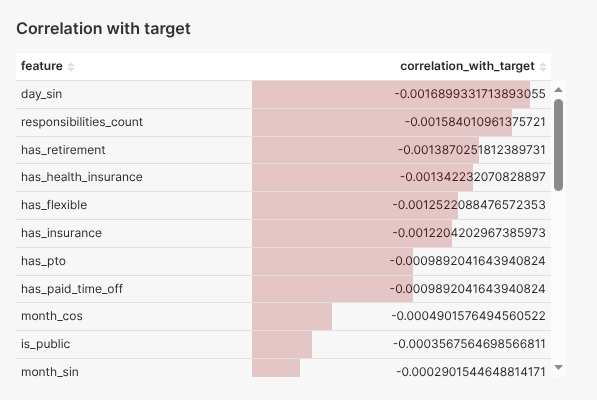 Correlation with target
feature correlation_with_target
day_sin -0.0016899331713893055
responsibilities_count -0.001584010961375721
has_retirement -0.0013870251812389731
has_health_insurance -0.001342232070828897
has_flexible -0.0012522088476572353
has_insurance -0.0012204202967385973
has_pto -0.0009892041643940824
has_paid_time_off -0.0009892041643940824
month_cos -0.0004901576494560522
is_public -0.0003567564698566811
month_sin -0.0002901544648814171